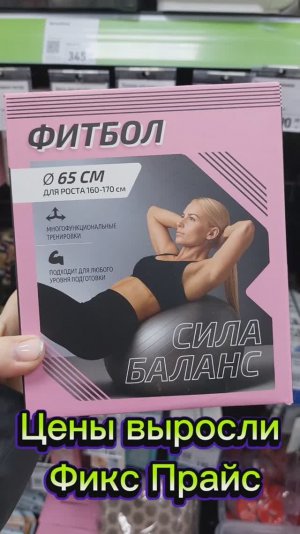 345
ФИТБОЛ
Ø 65 СМ
ДЛЯ РОСТА 160-170 см
МНОГОФУНКЦИОНАЛЬНЫЕ
ТРЕНИРОВКИ
ПОДХОДИТ ДЛЯ ЛЮБОГО
УРОВНЯ ПОДГОТОВКИ
СИЛА
БАЛАНС
Цены выросли
Фикс Прайс